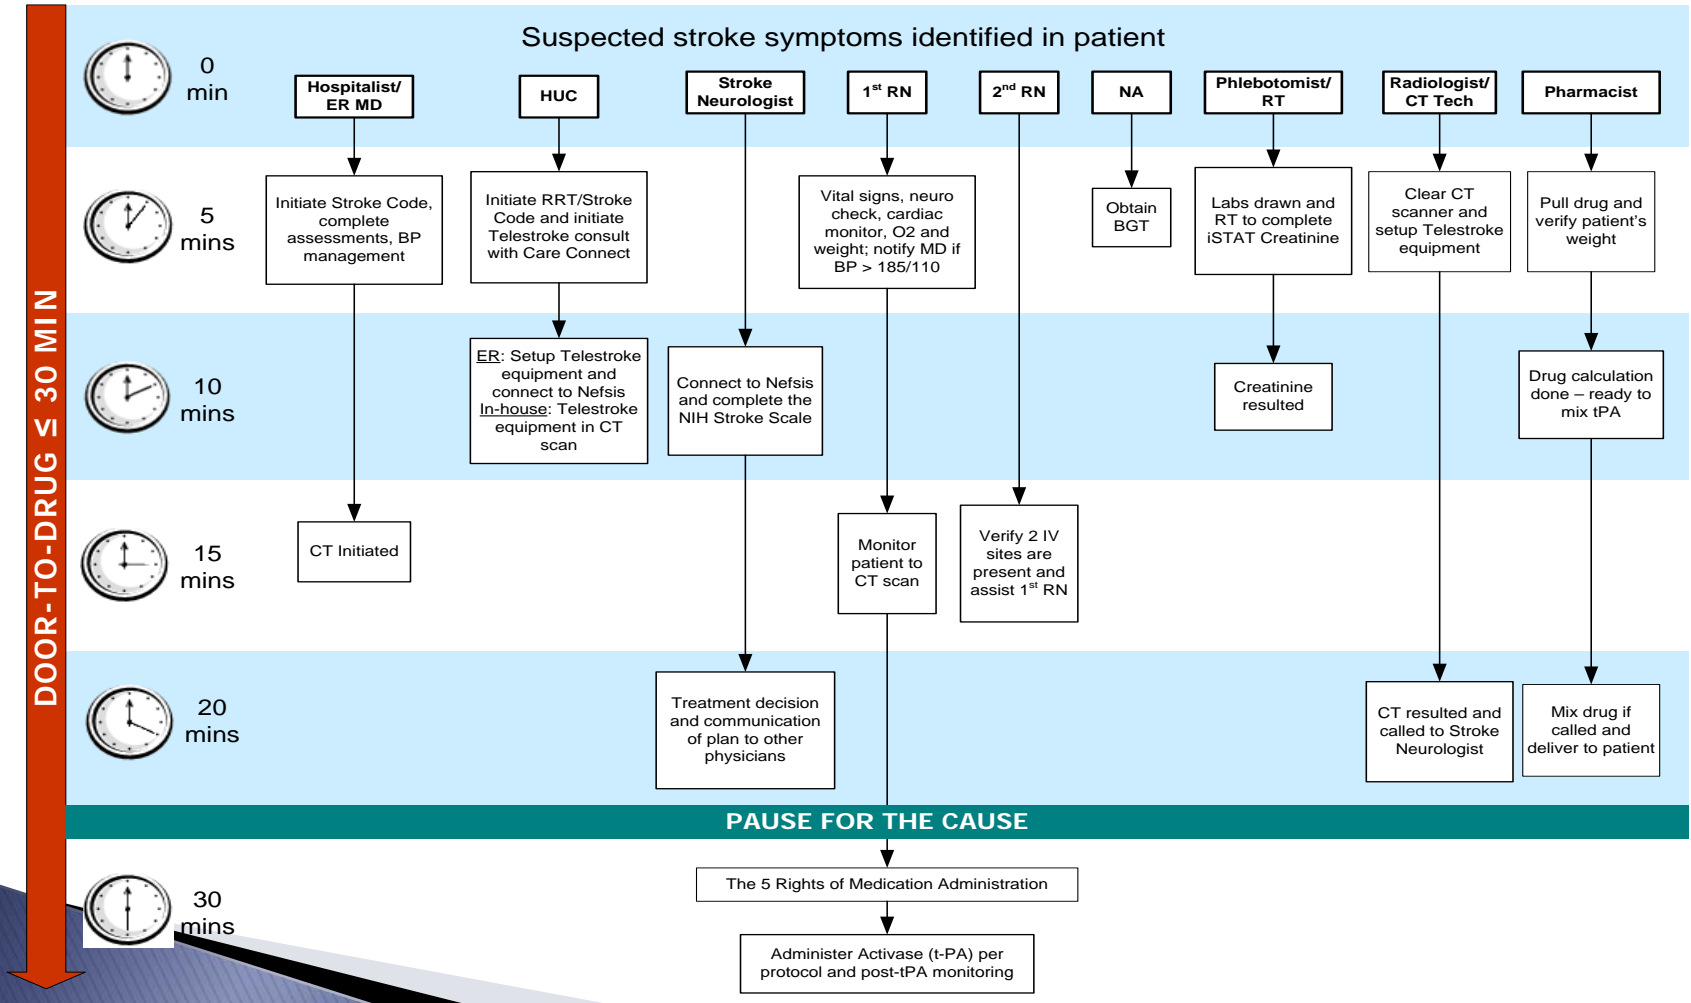 DOOR-TO-DRUG ≤ 30 MIN
Suspected stroke symptoms identified in patient
0
min
Hospitalist/
ER MD
HUC
Stroke
Neurologist
1st RN
2nd RN
NA
Phlebotomist/
RT
Radiologist/
CT Tech
Pharmacist
5
mins
Initiate Stroke Code,
complete
assessments, BP
management
Initiate RRT/Stroke
Code and initiate
Telestroke consult
with Care Connect
Vital signs, neuro
check, cardiac
monitor, O2 and
weight; notify MD if
BP > 185/110
Obtain
BGT
Labs drawn and
RT to complete
iSTAT Creatinine
Clear CT
scanner and
setup Telestroke
equipment
Pull drug and
verify patient's
weight
10
mins
ER: Setup Telestroke
equipment and
connect to Nefsis
In-house: Telestroke
equipment in CT
scan
Connect to Nefsis
and complete the
NIH Stroke Scale
Creatinine
resulted
Drug calculation
done – ready to
mix tPA
15
mins
CT Initiated
Monitor
patient to
CT scan
Verify 2 IV
sites are
present and
assist 1st RN
20
mins
Treatment decision
and communication
of plan to other
physicians
CT resulted and
called to Stroke
Neurologist
Mix drug if
called and
deliver to patient
PAUSE FOR THE CAUSE
30
mins
The 5 Rights of Medication Administration
Administer Activase (t-PA) per
protocol and post-tPA monitoring